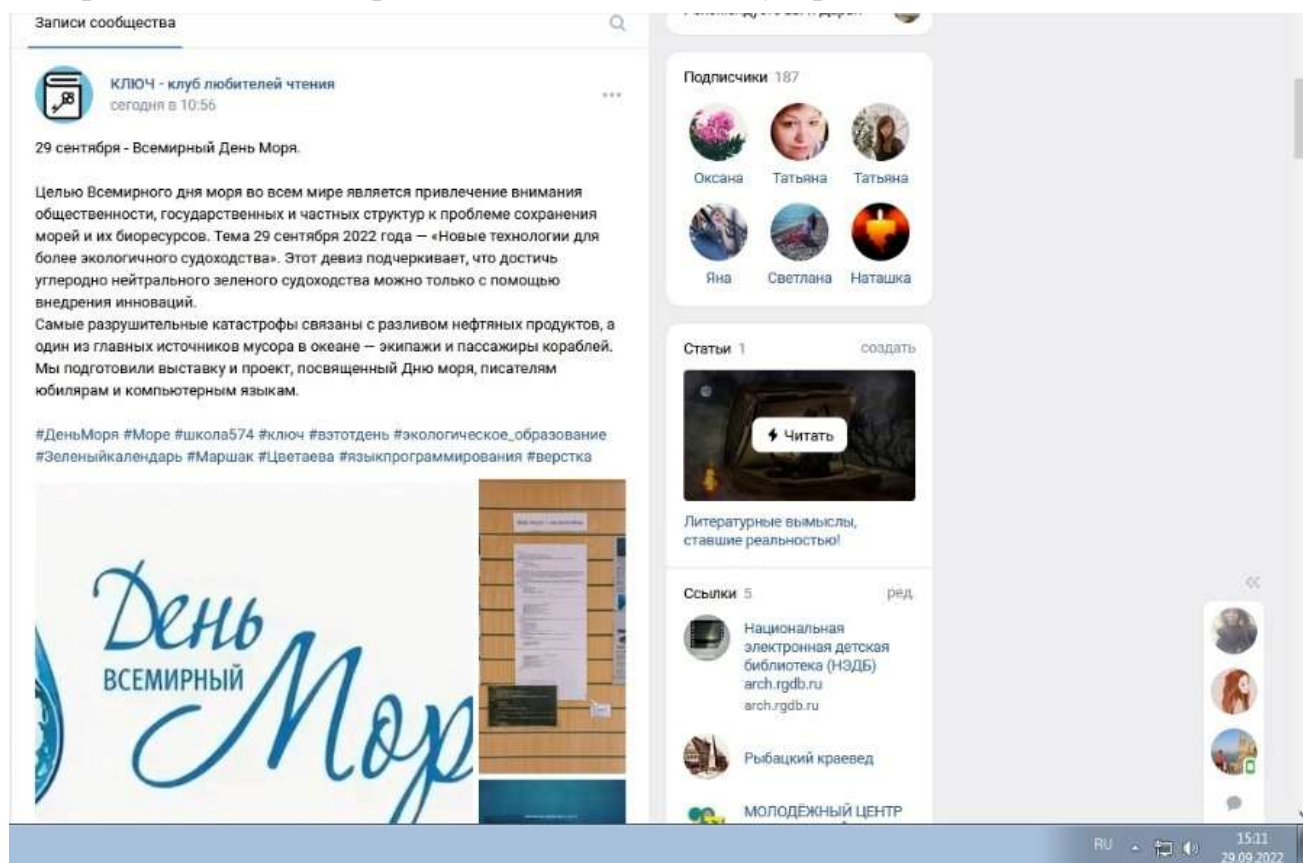 Записи сообщества
КЛЮЧ - клуб любителей чтения
сегодня в 10:56
29 сентября - Всемирный День Моря.
Целью Всемирного дня моря во всем мире является привлечение внимания
общественности, государственных и частных структур к проблеме сохранения
морей и их биоресурсов. Тема 29 сентября 2022 года — «Новые технологии для
более экологичного судоходства». Этот девиз подчеркивает, что достичь
углеродно нейтрального зеленого судоходства можно только с помощью
внедрения инноваций.
Самые разрушительные катастрофы связаны с разливом нефтяных продуктов, а
один из главных источников мусора в океане — экипажи и пассажиры кораблей.
Мы подготовили выставку и проект, посвященный Дню моря, писателям
юбилярам и компьютерным языкам.
#ДеньМоря #Море #школа574 #ключ #вэтотдень #экологическое_образование
#Зеленыйкалендарь #Маршак #Цветаева #языкпрограммирования #верстка
День
ВСЕМИРНЫЙ
Мор
Подписчики 187
Оксана Татьяна Татьяна
Яна Светлана Наташка
Статьи 1 создать
Читать
Литературные вымыслы,
ставшие реальностью!
Ссылки 5 ред.
Национальная
электронная детская
библиотека (НЭДБ)
arch.rgdb.ru
arch.rgdb.ru
Рыбацкий краевед
МОЛОДЁЖНЫЙ ЦЕНТР
RU 15:11
29.09.2022